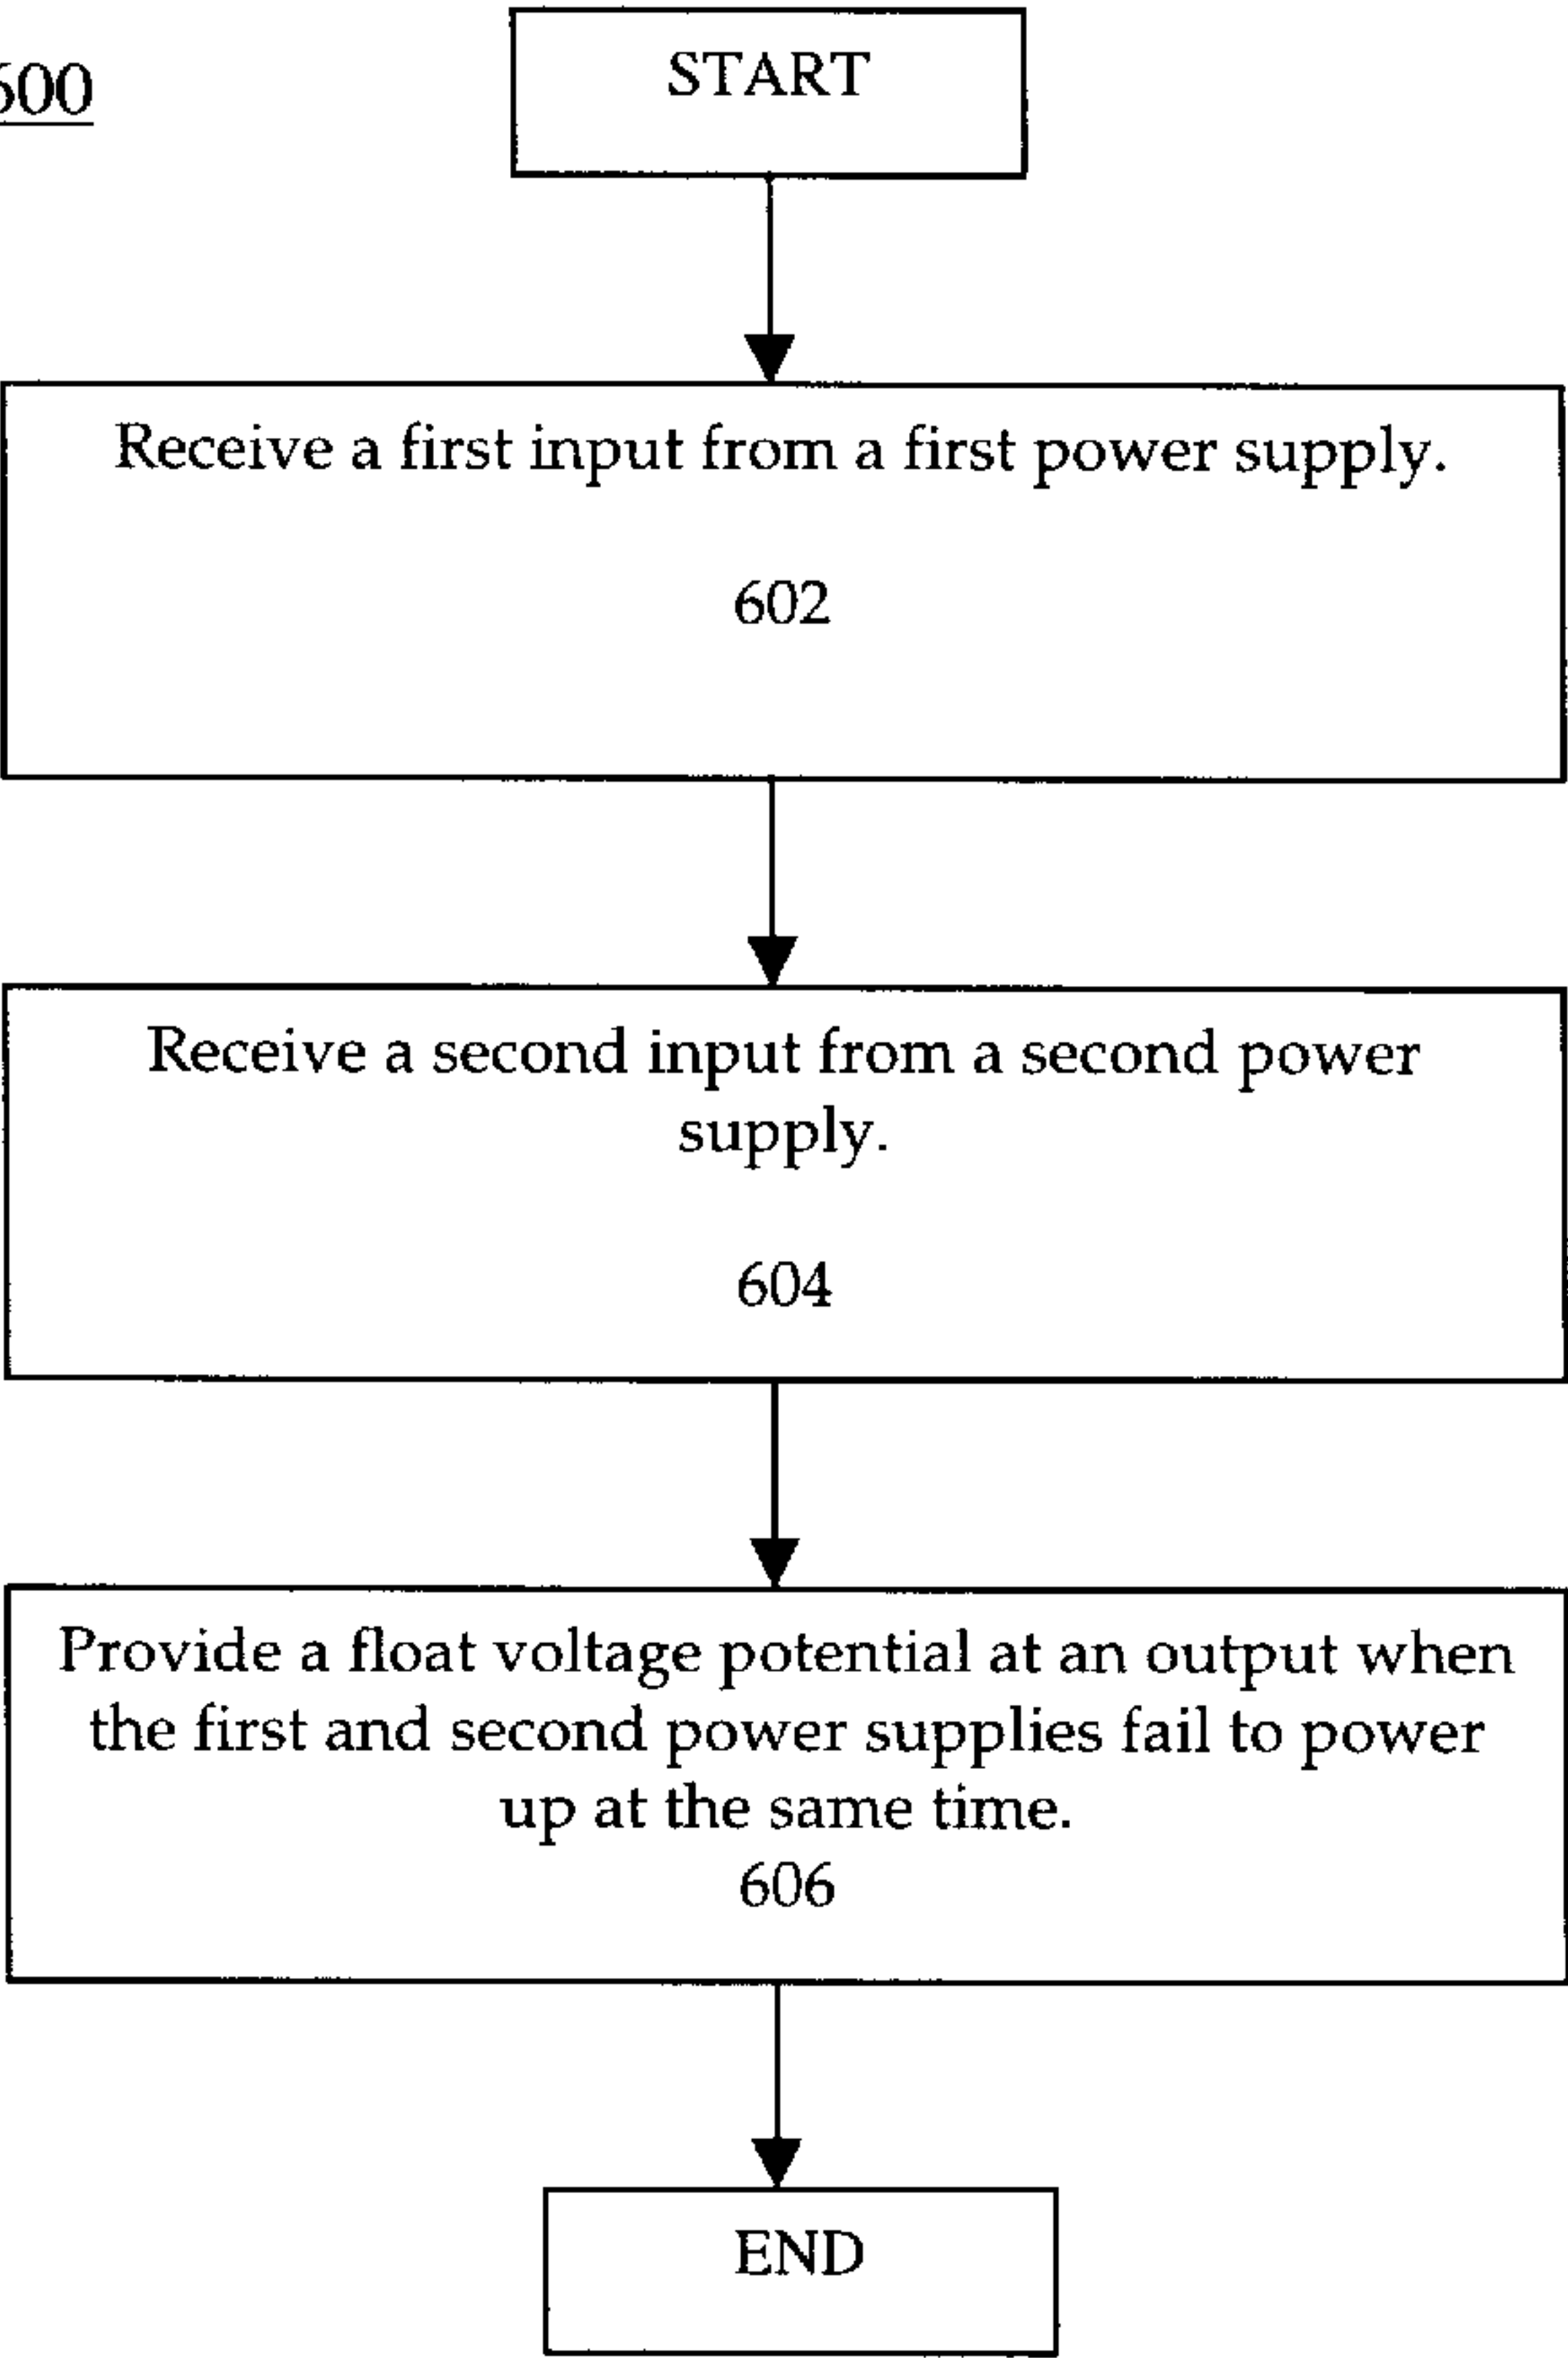 START
Receive a first input from a first power supply.
602
Receive a second input from a second power
supply.
604
Provide a float voltage potential at an output when
the first and second power supplies fail to power
up at the same time.
606
END